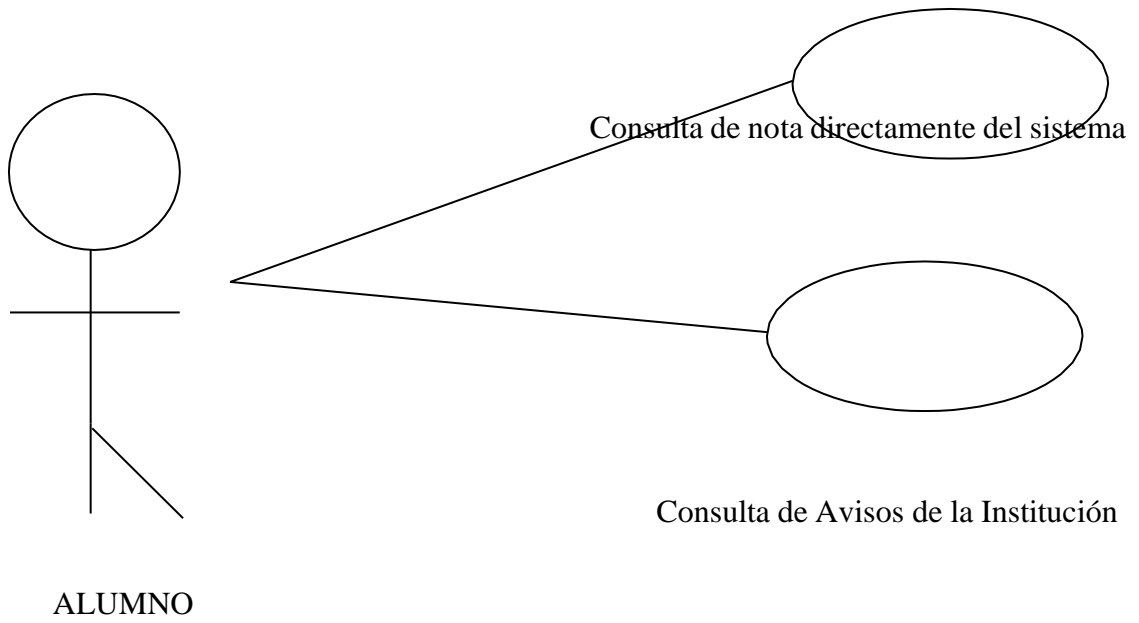 Consulta de nota directamente del sistema
Consulta de Avisos de la Institución
ALUMNO